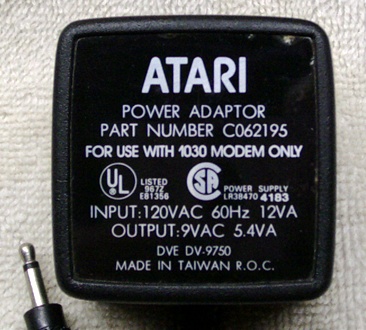 ATARI
POWER ADAPTOR
PART NUMBER C062195
FOR USE WITH 1030 MODEM ONLY
UL LISTED 967Z E81356 SA POWER SUPPLY LR38470 4183
INPUT:120VAC 60Hz 12VA
OUTPUT:9VAC 5.4VA
DVE DV-9750
MADE IN TAIWAN R.O.C.